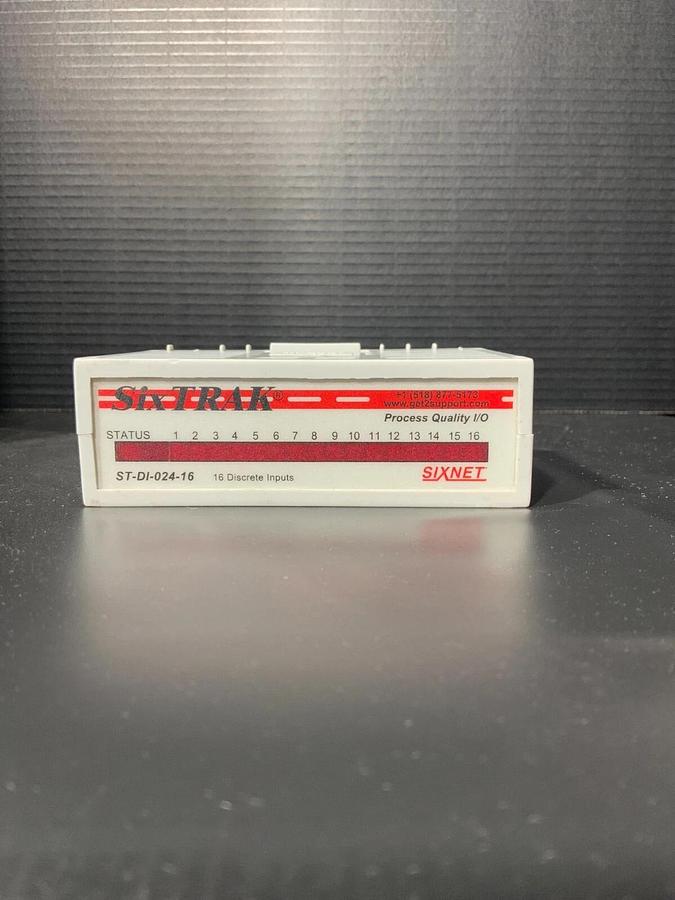 SixTRAK®
+1 (518) 877-5173
www.get2support.com
Process Quality I/O
STATUS 1 2 3 4 5 6 7 8 9 10 11 12 13 14 15 16
ST-DI-024-16 16 Discrete Inputs
SIXNET